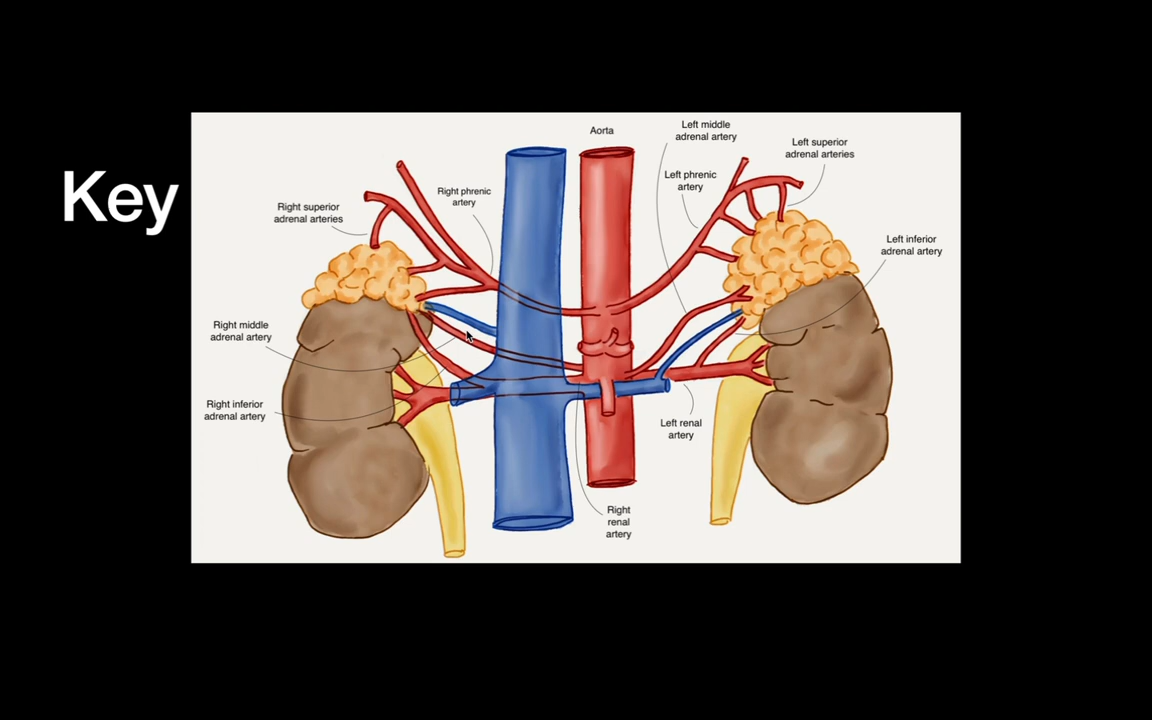 Key
Aorta
Left middle
adrenal artery
Left superior
adrenal arteries
Left phrenic
artery
Right phrenic
artery
Right superior
adrenal arteries
Left inferior
adrenal artery
Right middle
adrenal artery
Right inferior
adrenal artery
Left renal
artery
Right
renal
artery